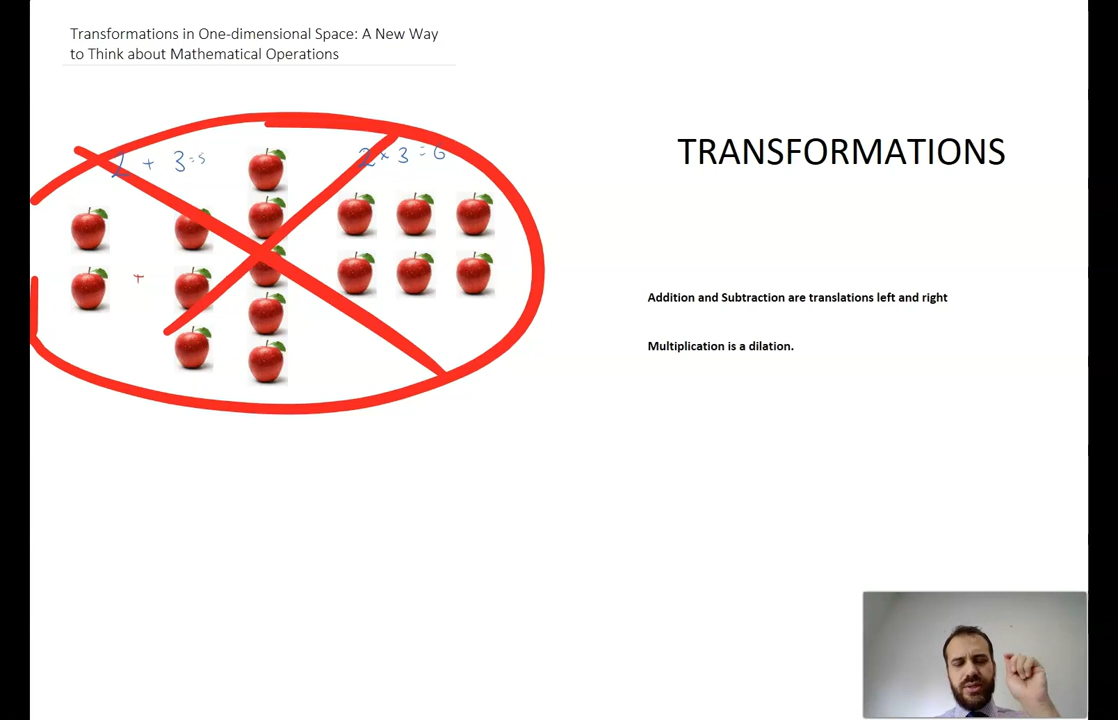 Transformations in One-dimensional Space: A New Way
to Think about Mathematical Operations
2 + 3=5
2 × 3 = 6
+
TRANSFORMATIONS
Addition and Subtraction are translations left and right
Multiplication is a dilation.